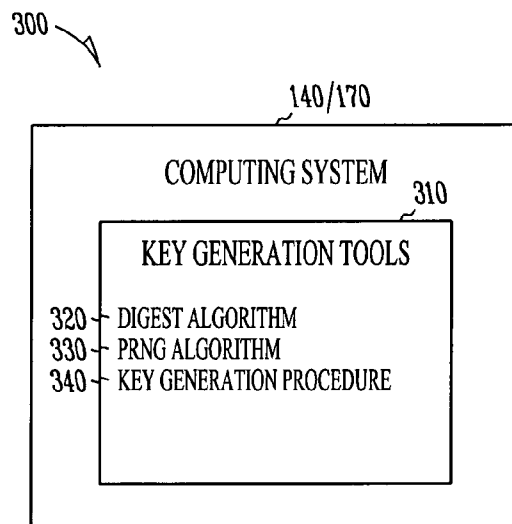 300
140/170
COMPUTING SYSTEM
310
KEY GENERATION TOOLS
320 DIGEST ALGORITHM
330 PRNG ALGORITHM
340 KEY GENERATION PROCEDURE